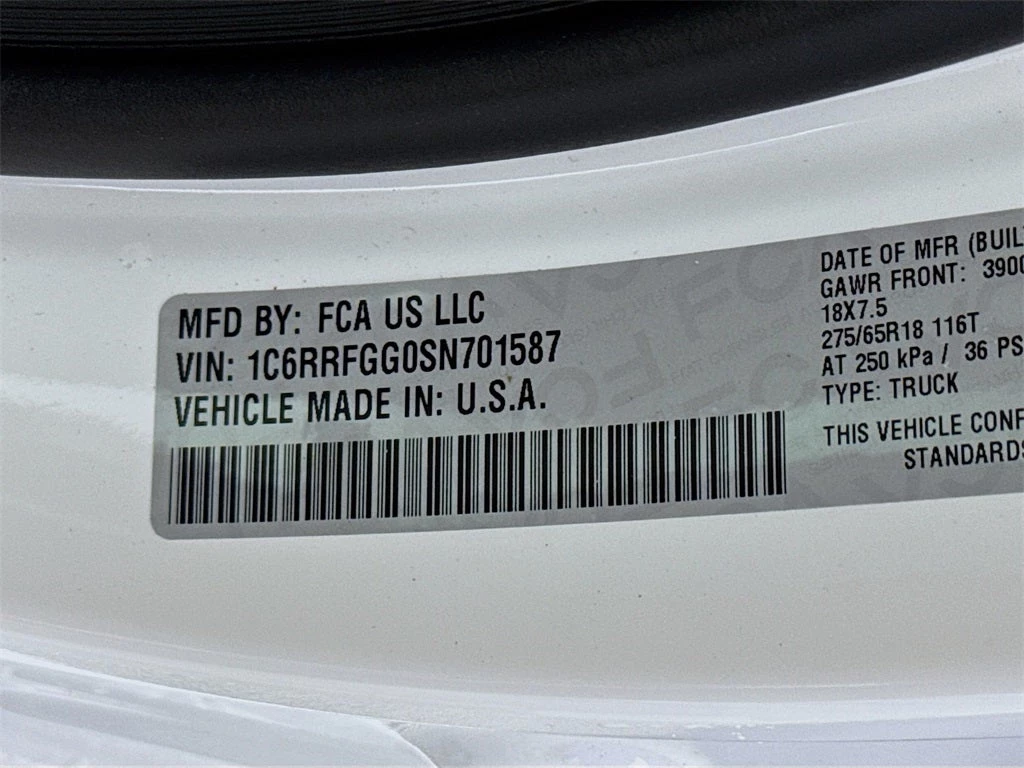 MFD BY: FCA US LLC
VIN: 1C6RRFGG0SN701587
VEHICLE MADE IN: U.S.A.
DATE OF MFR (BUIL
GAWR FRONT: 390
18X7.5
275/65R18 116T
AT 250 kPa / 36 PS
TYPE: TRUCK
THIS VEHICLE CONF
STANDARDS